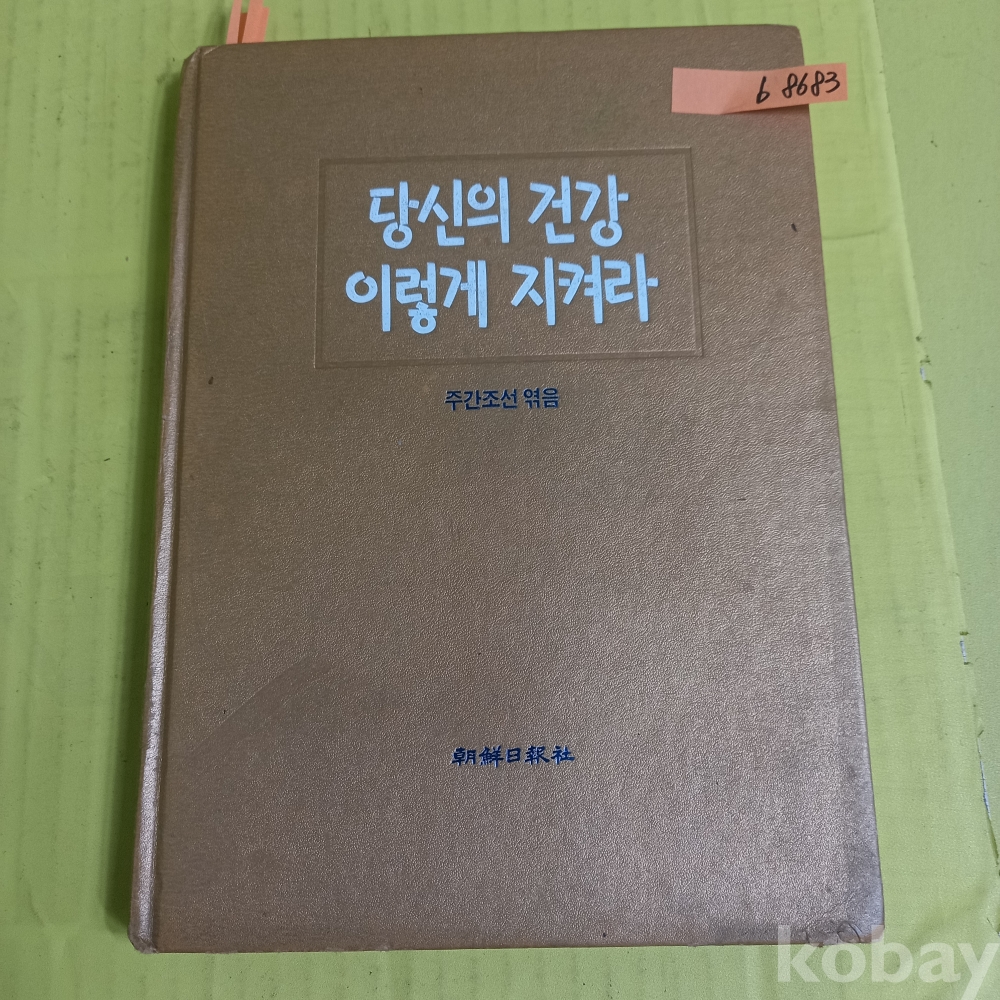 b 8683
당신의 건강
이렇게 지켜라
주간조선 엮음
朝鮮日報社
kobay